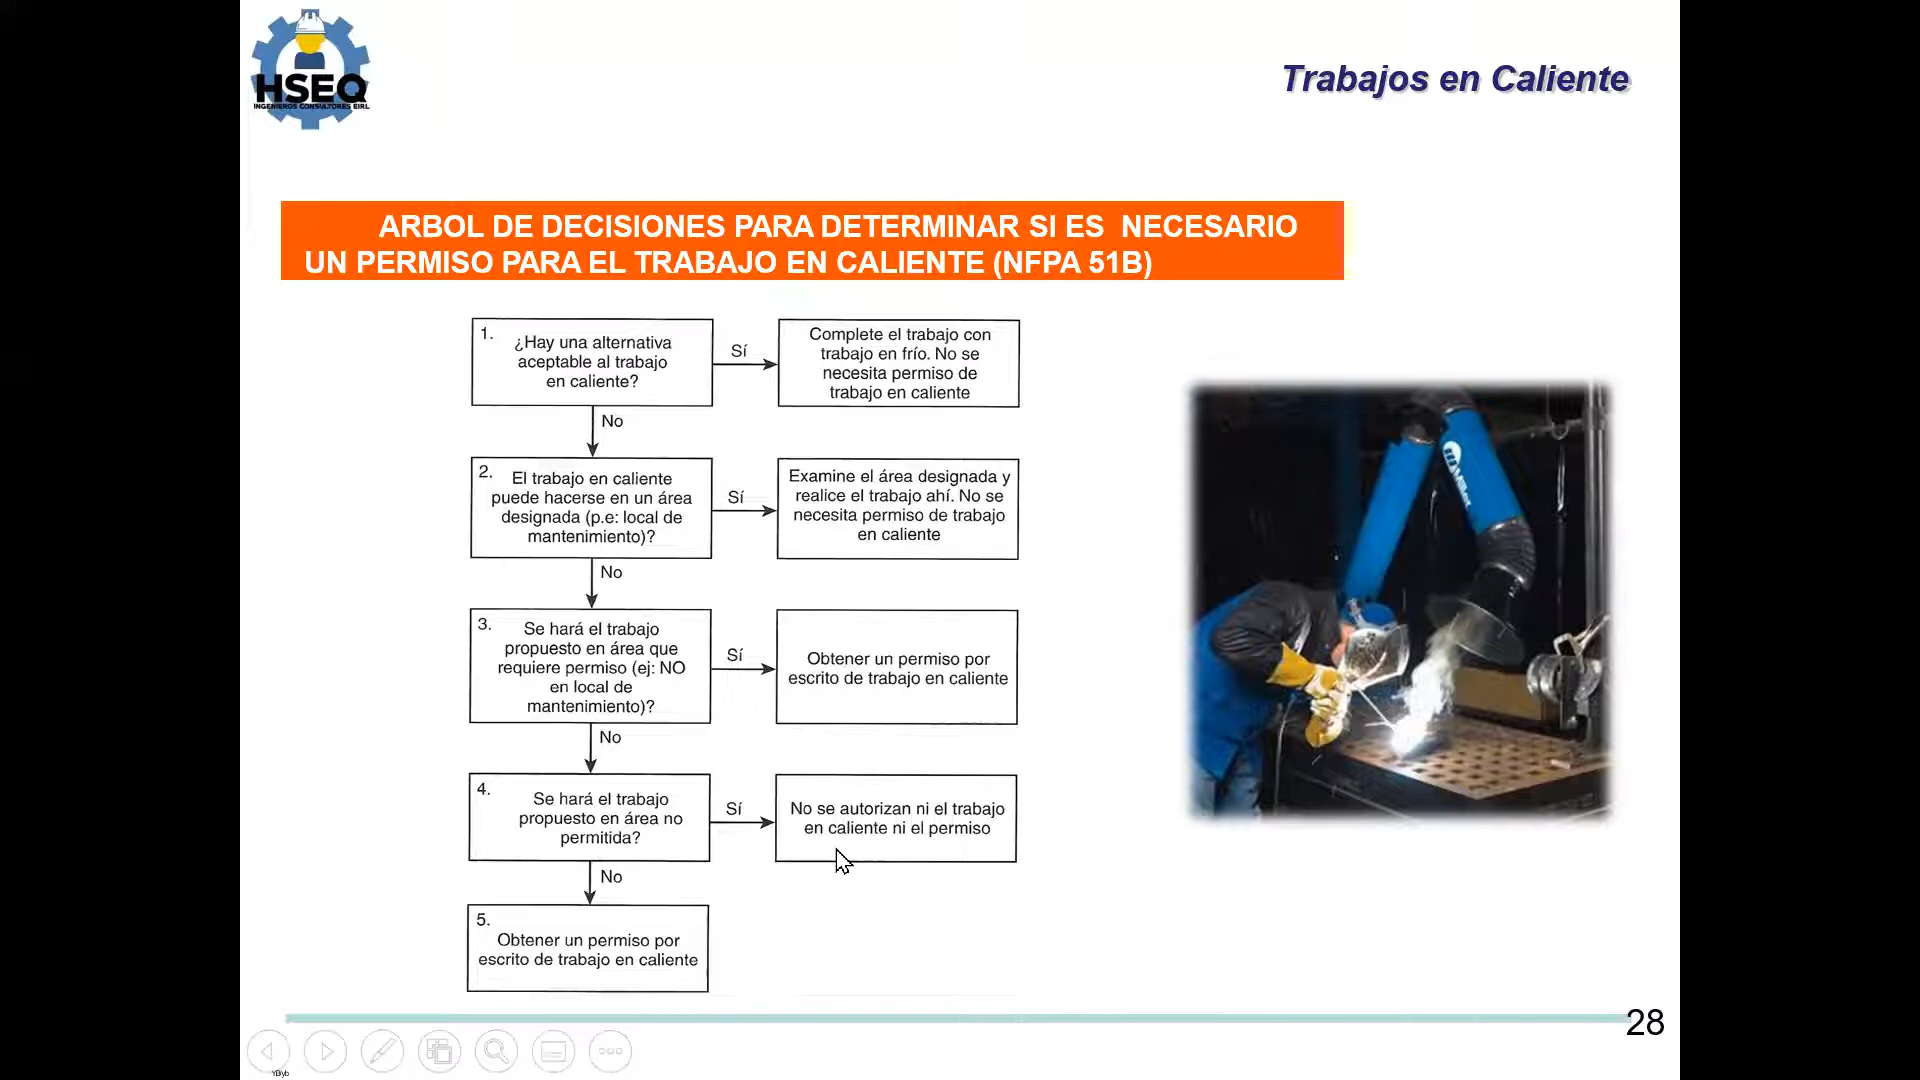 HSEQ
INGENIEROS CONSULTORES EIRL
Trabajos en Caliente
ARBOL DE DECISIONES PARA DETERMINAR SI ES NECESARIO
UN PERMISO PARA EL TRABAJO EN CALIENTE (NFPA 51B)
1.
¿Hay una alternativa
aceptable al trabajo
en caliente?
Sí
Complete el trabajo con
trabajo en frío. No se
necesita permiso de
trabajo en caliente
No
2.
El trabajo en caliente
puede hacerse en un área
designada (p.e: local de
mantenimiento)?
Sí
Examine el área designada y
realice el trabajo ahí. No se
necesita permiso de trabajo
en caliente
No
3.
Se hará el trabajo
propuesto en área que
requiere permiso (ej: NO
en local de
mantenimiento)?
Sí
Obtener un permiso por
escrito de trabajo en caliente
No
4.
Se hará el trabajo
propuesto en área no
permitida?
Sí
No se autorizan ni el trabajo
en caliente ni el permiso
No
5.
Obtener un permiso por
escrito de trabajo en caliente
Miller
28